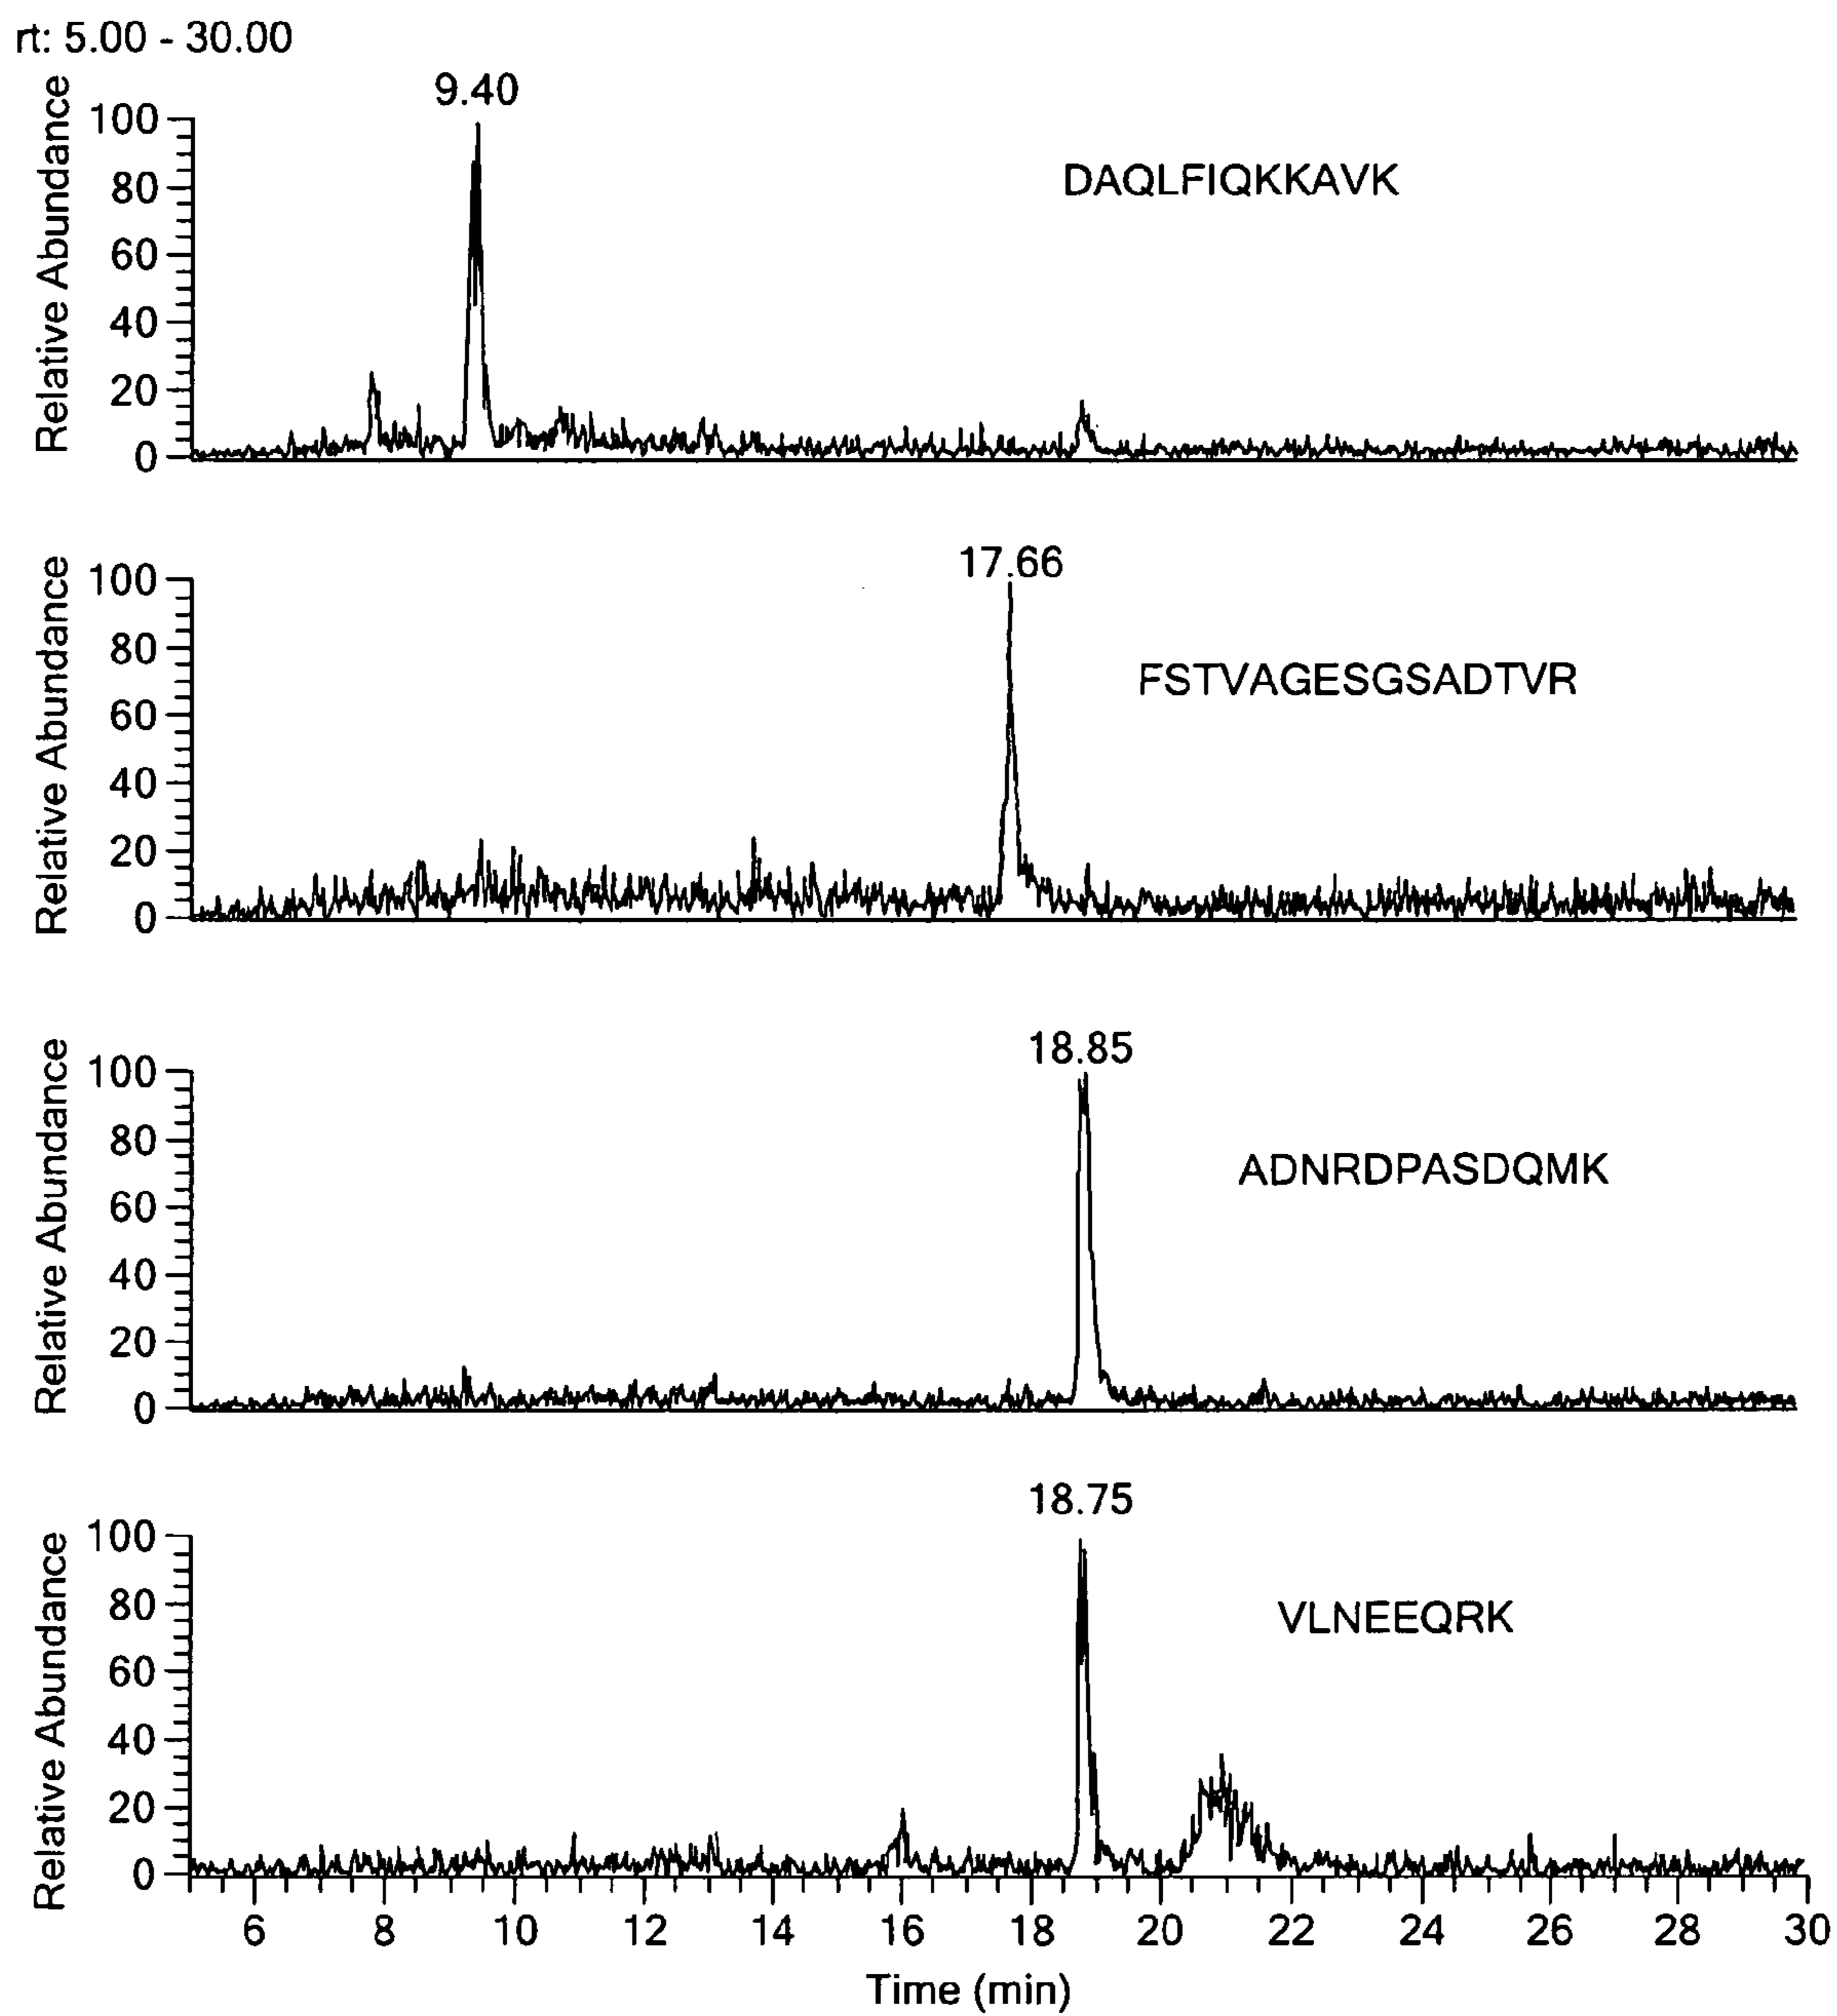 rt: 5.00 - 30.00
9.40
Relative Abundance
100
80
60
40
20
0
DAQLFIQKKAVK
17.66
Relative Abundance
100
80
60
40
20
0
FSTVAGESGSADTVR
18.85
Relative Abundance
100
80
60
40
20
0
ADNRDPASDQMK
18.75
Relative Abundance
100
80
60
40
20
0
VLNEEQRK
6 8 10 12 14 16 18 20 22 24 26 28 30
Time (min)